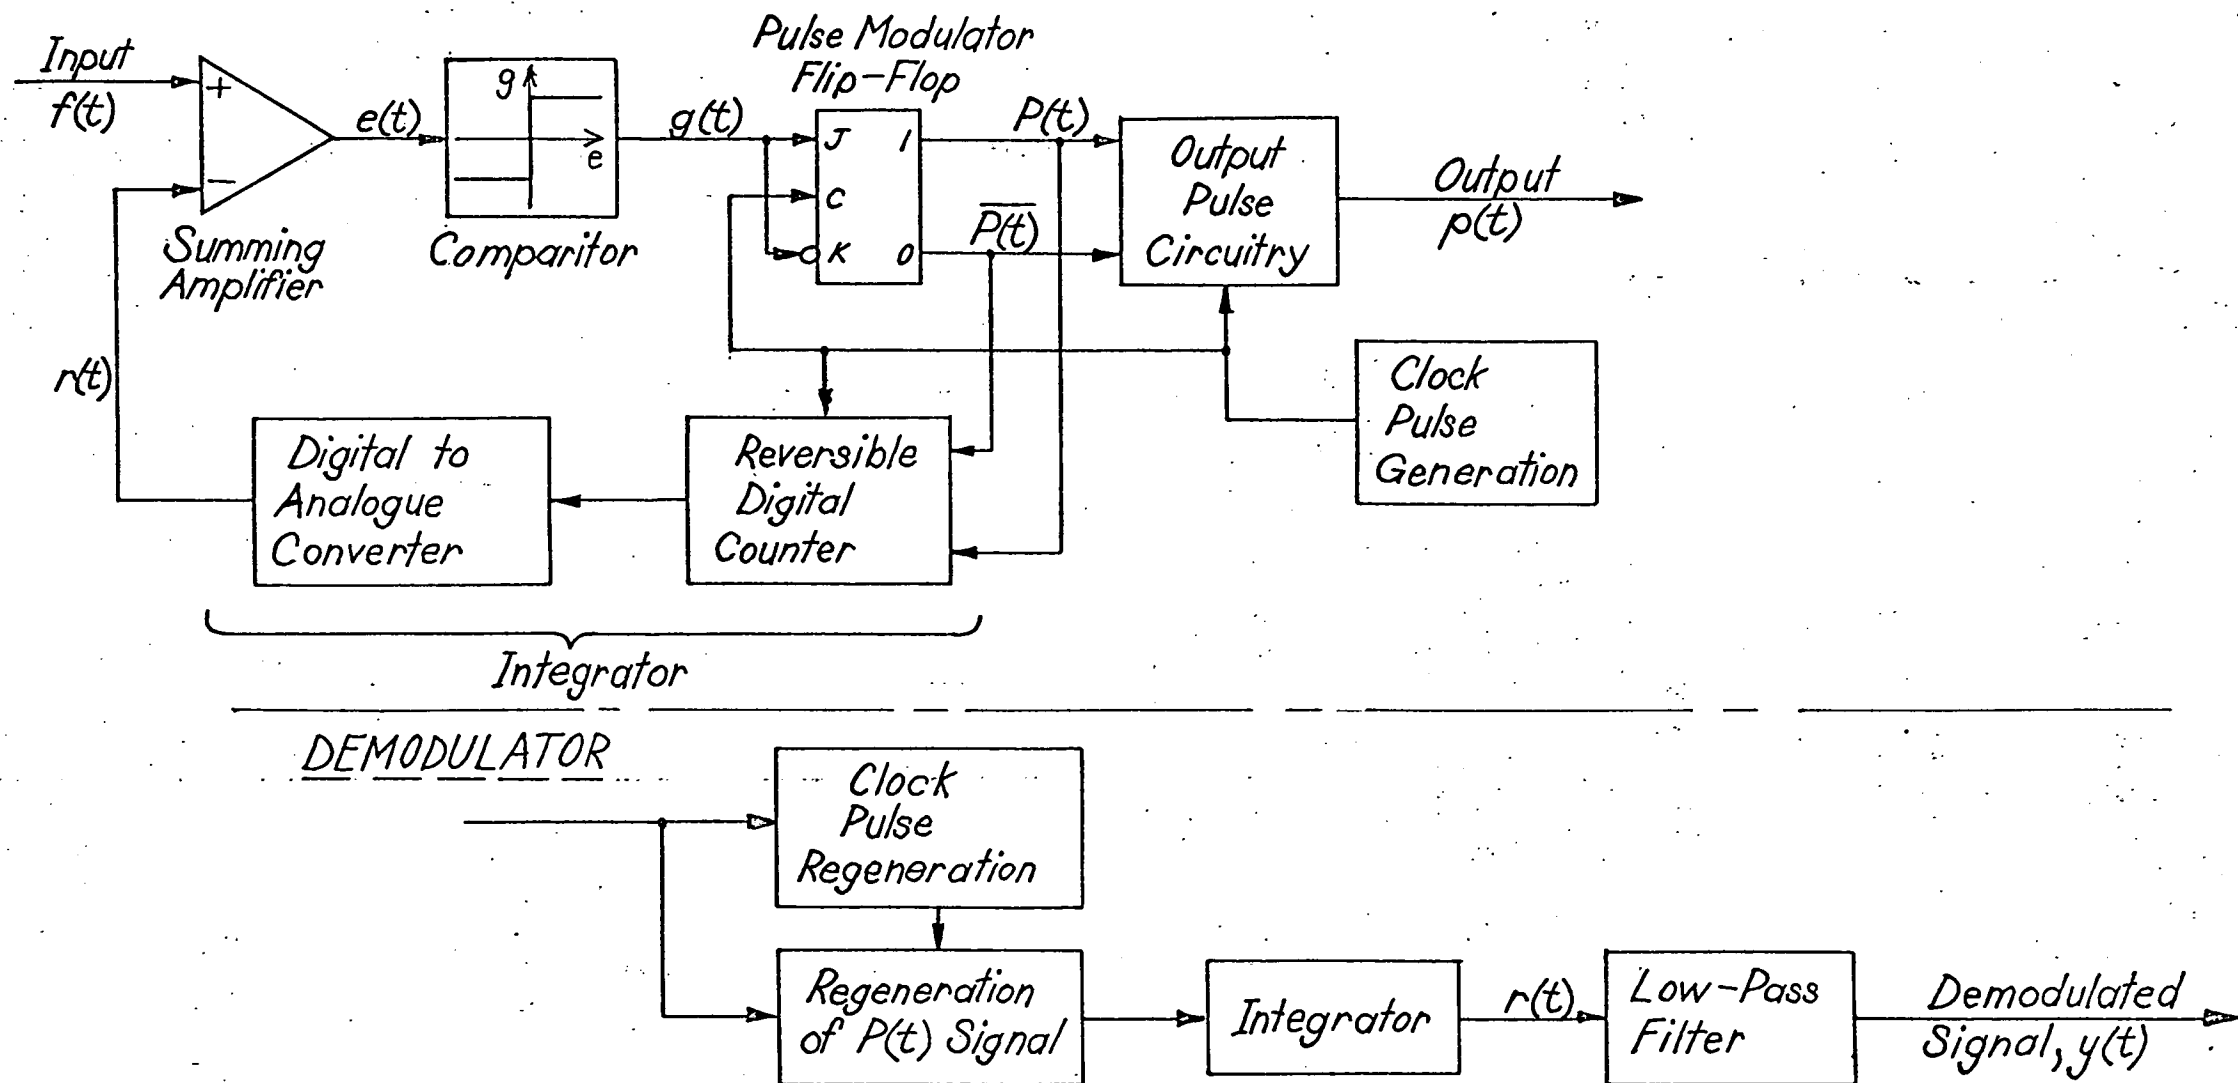 Input
f(t)
+
−
Summing
Amplifier
e(t)
g
e
Comparitor
g(t)
Pulse Modulator
Flip-Flop
J
C
K
1
0
P(t)
P̅(̅t̅)̅
Output
Pulse
Circuitry
Output
p(t)
Clock
Pulse
Generation
r(t)
Digital to
Analogue
Converter
Reversible
Digital
Counter
Integrator
DEMODULATOR
Clock
Pulse
Regeneration
Regeneration
of P(t) Signal
Integrator
r(t)
Low-Pass
Filter
Demodulated
Signal, y(t)